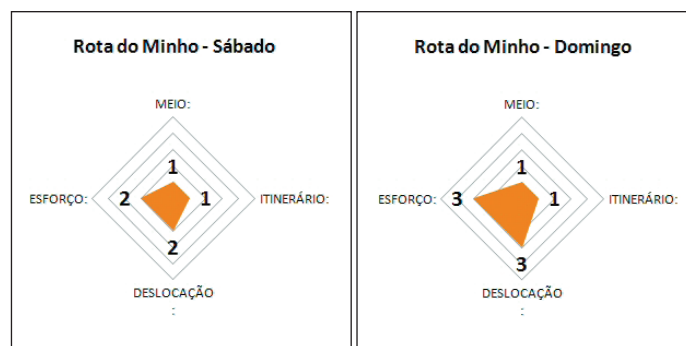 Rota do Minho - Sábado
MEIO:
1
ESFORÇO:
2
1
ITINERÁRIO:
2
DESLOCAÇÃO
:
Rota do Minho - Domingo
MEIO:
1
ESFORÇO:
3
1
ITINERÁRIO:
3
DESLOCAÇÃO
: